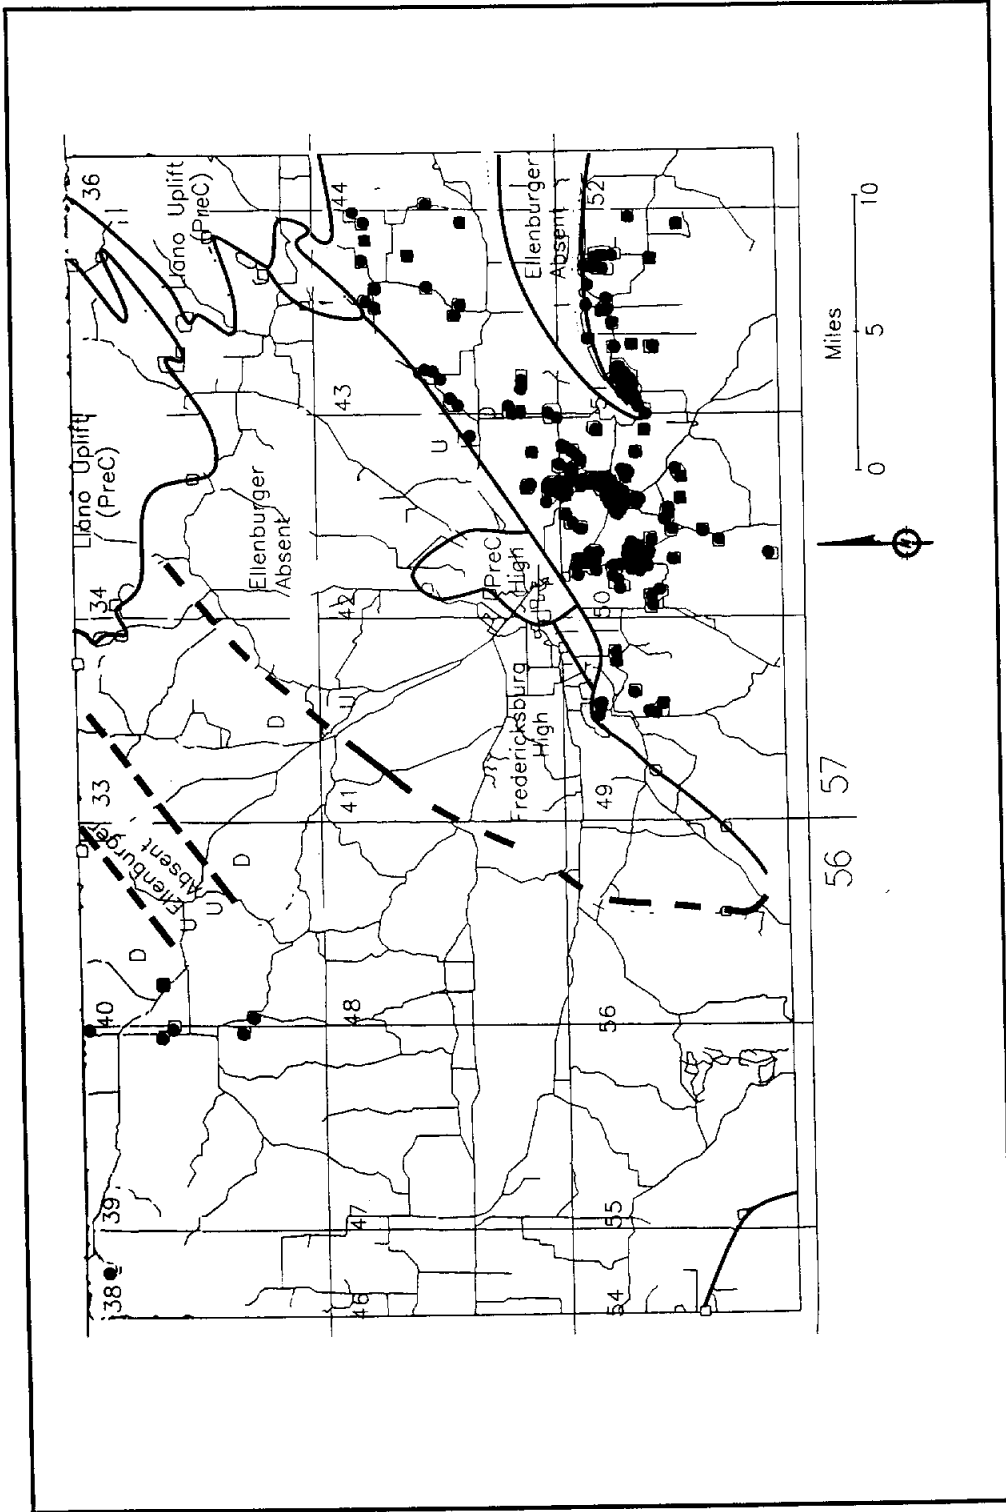 38
39
40
33
34
36
Llano Uplift
(PreC)
Llano Uplift
(PreC)
Ellenburger
Absent
D
U
U
D
Ellenburger
Absent
D
U
46
47
48
41
42
43
44
U
D
Fredericksburg
High
PreC
High
Ellenburger
Absent
54
55
56
49
50
52
Miles
0
5
10
N
56
57